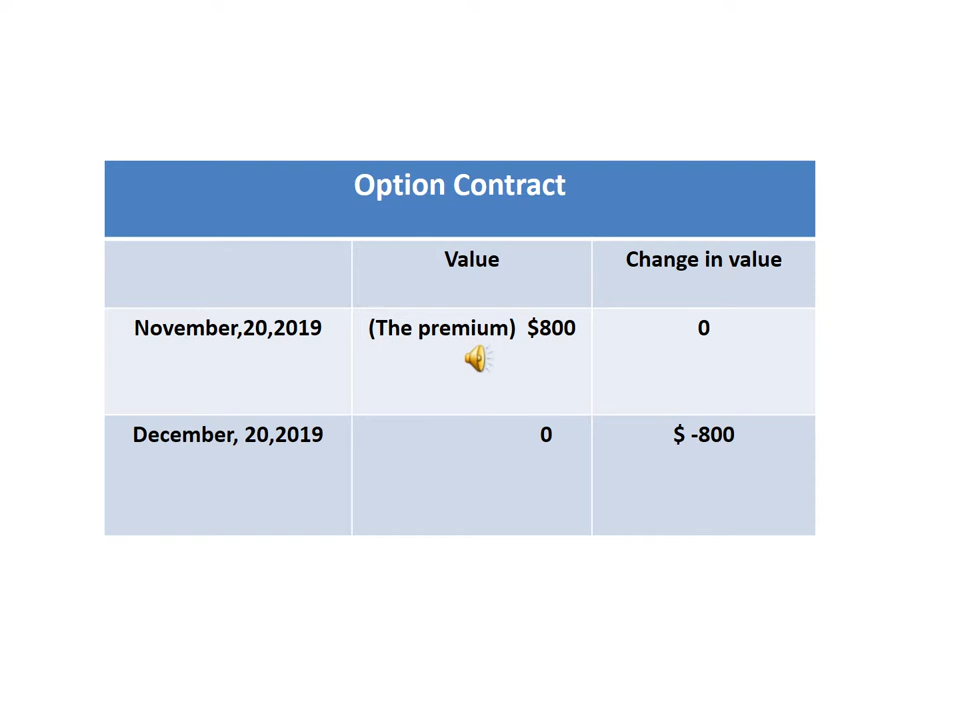 Option Contract
Value Change in value
November,20,2019 (The premium) $800 0
December, 20,2019 0 $ -800